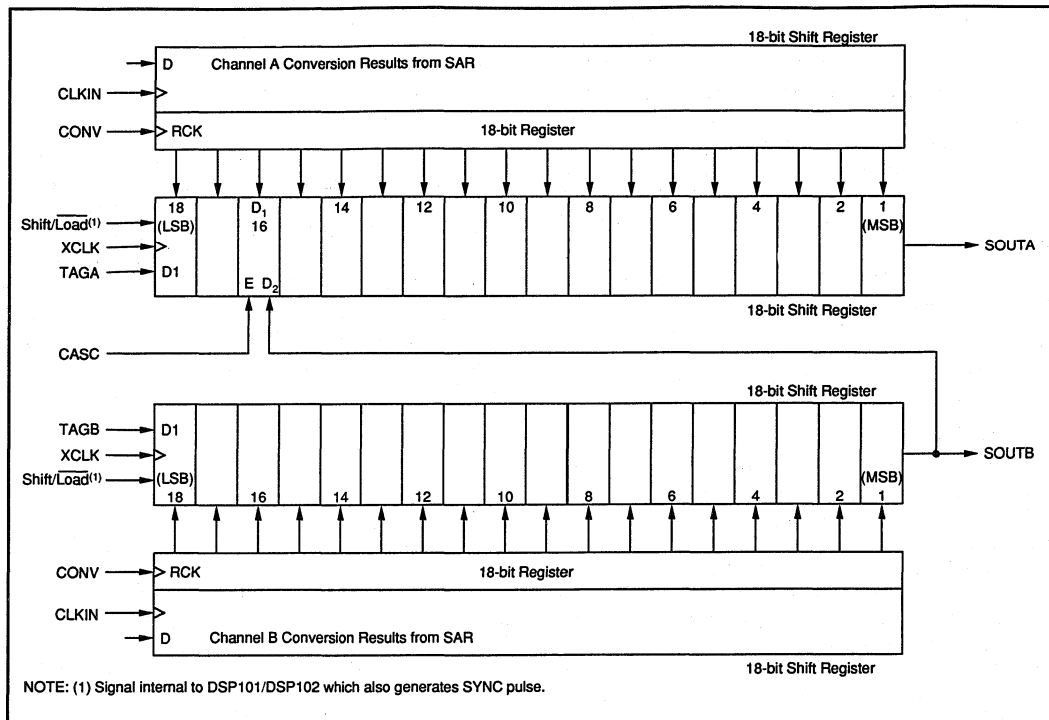 18-bit Shift Register
D Channel A Conversion Results from SAR
CLKIN
CONV RCK 18-bit Register
18 D1 14 12 10 8 6 4 2 1
Shift/Load(1) (LSB) 16 (MSB)
XCLK
SOUTA
TAGA D1
E D2
18-bit Shift Register
CASC
18-bit Shift Register
TAGB D1
XCLK
SOUTB
Shift/Load(1) (LSB) (MSB)
18 16 14 12 10 8 6 4 2 1
CONV RCK 18-bit Register
CLKIN
D Channel B Conversion Results from SAR
18-bit Shift Register
NOTE: (1) Signal internal to DSP101/DSP102 which also generates SYNC pulse.